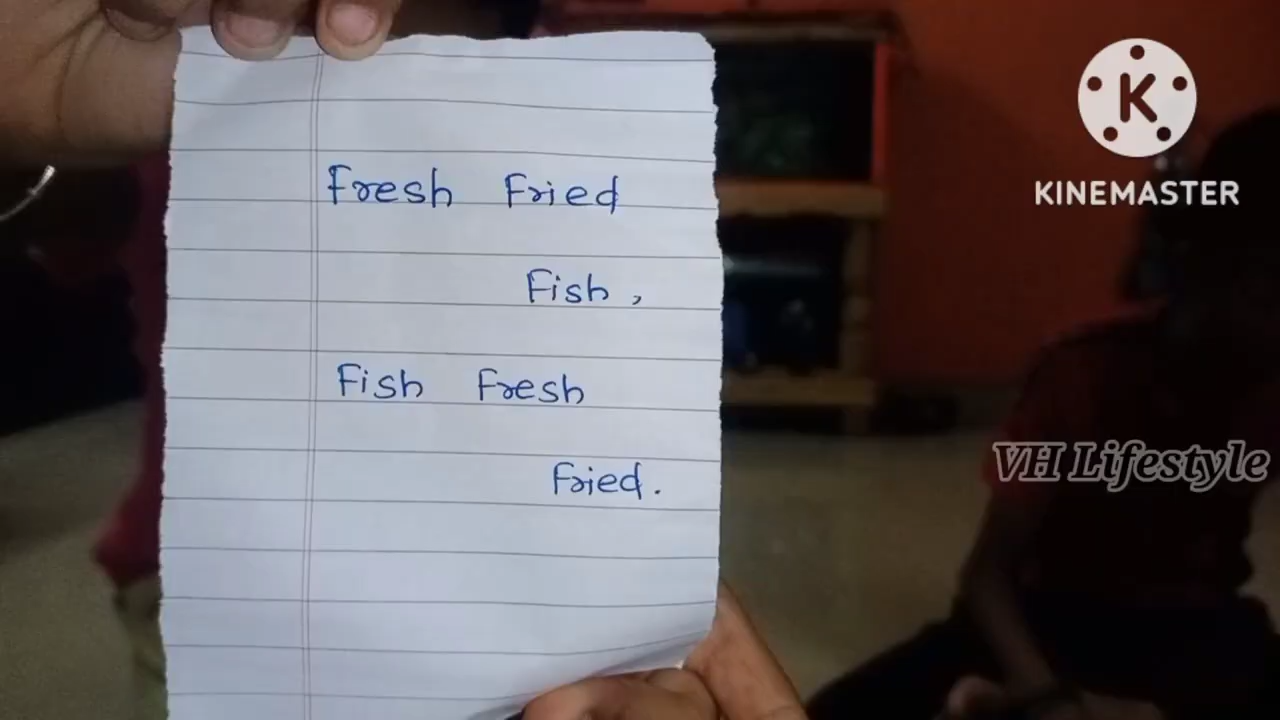 Fresh Fried
Fish,
Fish Fresh
Fried.
K
KINEMASTER
VH Lifestyle